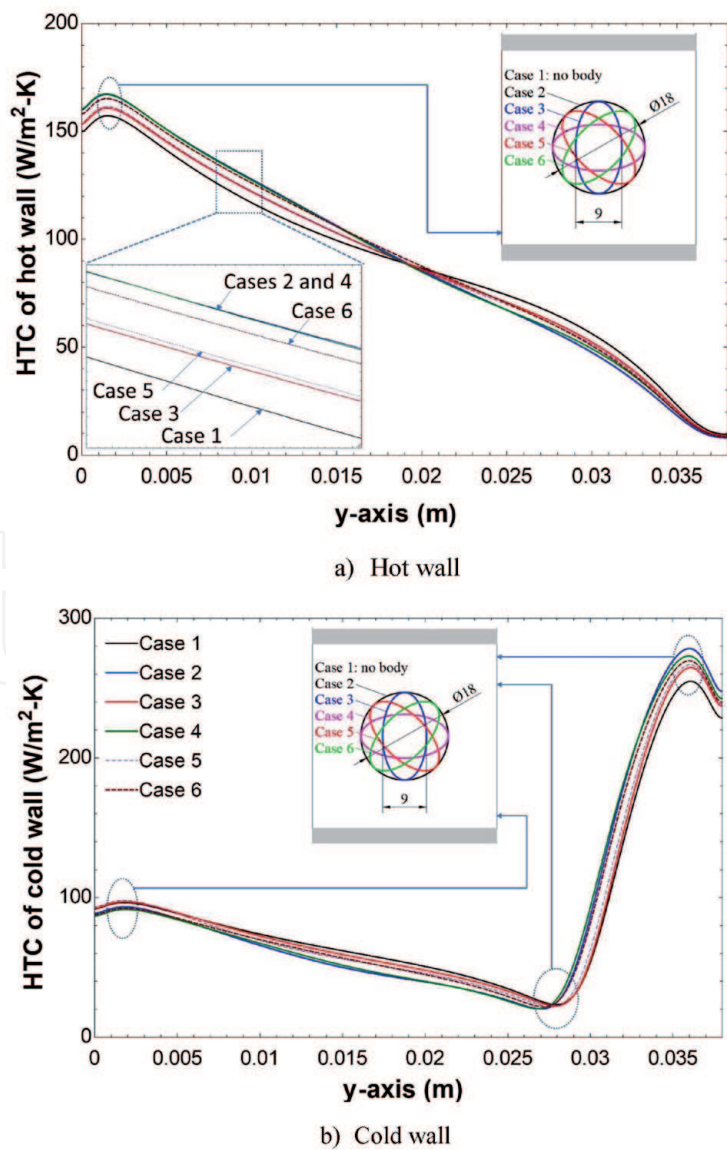 200
150
100
50
0
HTC of hot wall (W/m²-K)
Case 1: no body
Case 2
Case 3
Case 4
Case 5
Case 6
Ø18
9
Cases 2 and 4
Case 6
Case 5
Case 3
Case 1
0 0.005 0.01 0.015 0.02 0.025 0.03 0.035
y-axis (m)
a) Hot wall
300
200
100
0
HTC of cold wall (W/m²-K)
Case 1
Case 2
Case 3
Case 4
Case 5
Case 6
Case 1: no body
Case 2
Case 3
Case 4
Case 5
Case 6
Ø18
9
0 0.005 0.01 0.015 0.02 0.025 0.03 0.035
y-axis (m)
b) Cold wall